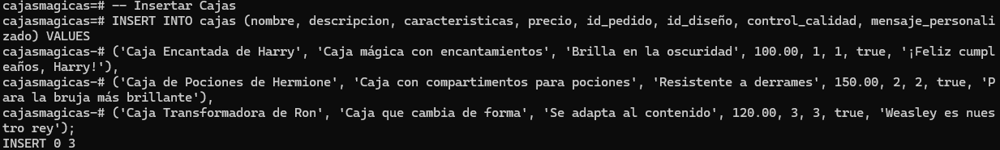 cajasmagicas=# -- Insertar Cajas
cajasmagicas=# INSERT INTO cajas (nombre, descripcion, caracteristicas, precio, id_pedido, id_diseño, control_calidad, mensaje_personali
zado) VALUES
cajasmagicas-# ('Caja Encantada de Harry', 'Caja mágica con encantamientos', 'Brilla en la oscuridad', 100.00, 1, 1, true, '¡Feliz cumpl
eaños, Harry!'),
cajasmagicas-# ('Caja de Pociones de Hermione', 'Caja con compartimentos para pociones', 'Resistente a derrames', 150.00, 2, 2, true, 'P
ara la bruja más brillante'),
cajasmagicas-# ('Caja Transformadora de Ron', 'Caja que cambia de forma', 'Se adapta al contenido', 120.00, 3, 3, true, 'Weasley es nues
tro rey');
INSERT 0 3